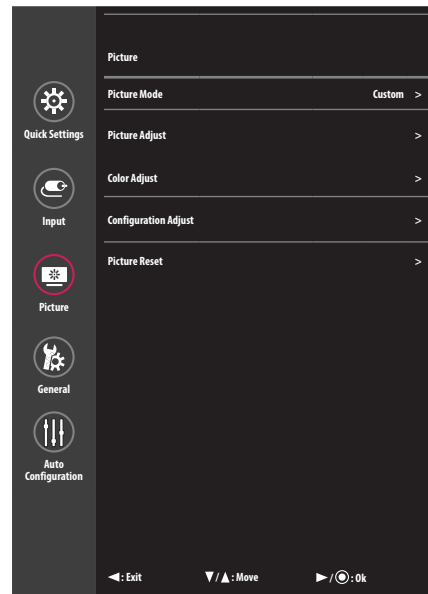 Picture
Picture Mode Custom >
Quick Settings
Picture Adjust >
Color Adjust >
Input
Configuration Adjust >
Picture Reset >
Picture
General
Auto
Configuration
◄: Exit ▼/▲: Move ►/◉: Ok